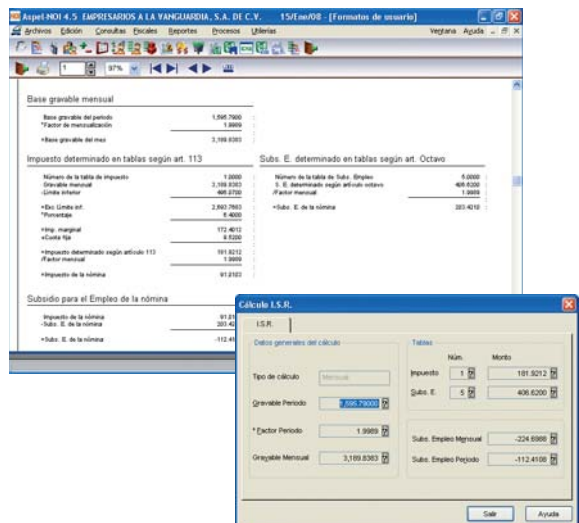 Aspel-NOI 4.5 EMPRESARIOS A LA VANGUARDIA, S.A. DE C.V. 15/Ene/08 - [Formatos de usuario]
Archivos Edición Consultas Fiscales Reportes Procesos Utilerías Ventana Ayuda
1 97%
Base gravable mensual
Base gravable del periodo 1,595.7900
*Factor de mensualización 1.9989
=Base gravable del mes 3,189.8383
Impuesto determinado en tablas según art. 113 Subs. E. determinado en tablas según art. Octavo
Número de la tabla de impuesto 1.0000 Número de la tabla de Subs. Empleo 5.0000
Gravable mensual 3,189.8383 S. E. determinado según artículo octavo 406.6200
-Límite inferior 496.0700 /Factor mensual 1.9989
=Exc. Límite inf. 2,693.7683 =Subs. E. de la nómina 203.4210
*Porcentaje 6.4000
=Imp. marginal 172.4012
+Cuota fija 9.5200
=Impuesto determinado según artículo 113 181.9212
/Factor mensual 1.9989
=Impuesto de la nómina
Subsidio para el Empleo de la nómina
Impuesto de la nómina
-Subs. E. de la nómina
=Subs. E. de la nómina
Cálculo I.S.R.
I.S.R.
Datos generales del cálculo Tablas
Núm. Monto
Tipo de cálculo Mensual Impuesto 1 181.9212
Gravable Periodo 1,595.79000 Subs. E. 5 406.6200
* Factor Periodo 1.9989 Subs. Empleo Mensual -224.6988
Gravable Mensual 3,189.8383 Subs. Empleo Periodo -112.4108
Salir Ayuda